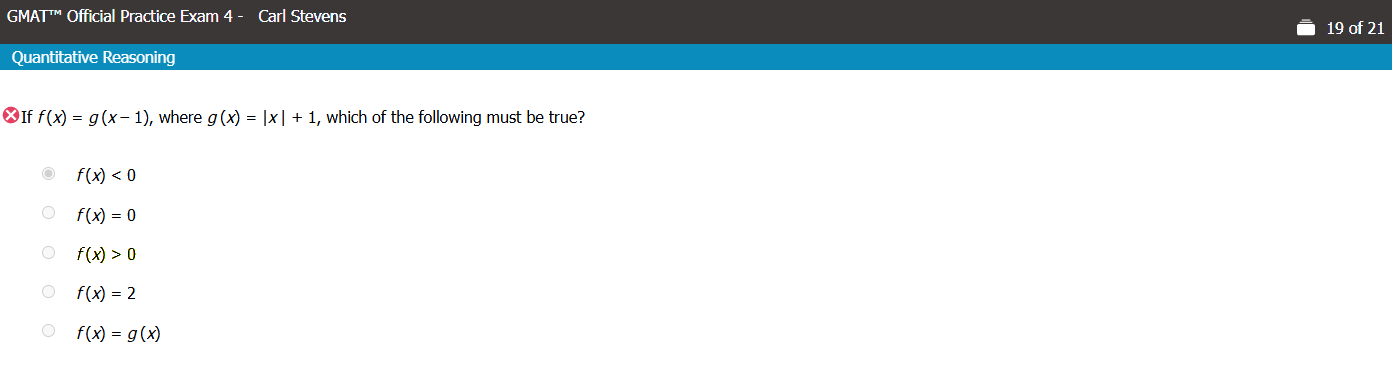 GMAT™ Official Practice Exam 4 - Carl Stevens
19 of 21
Quantitative Reasoning
If f(x) = g(x – 1), where g(x) = |x| + 1, which of the following must be true?
f(x) < 0
f(x) = 0
f(x) > 0
f(x) = 2
f(x) = g(x)